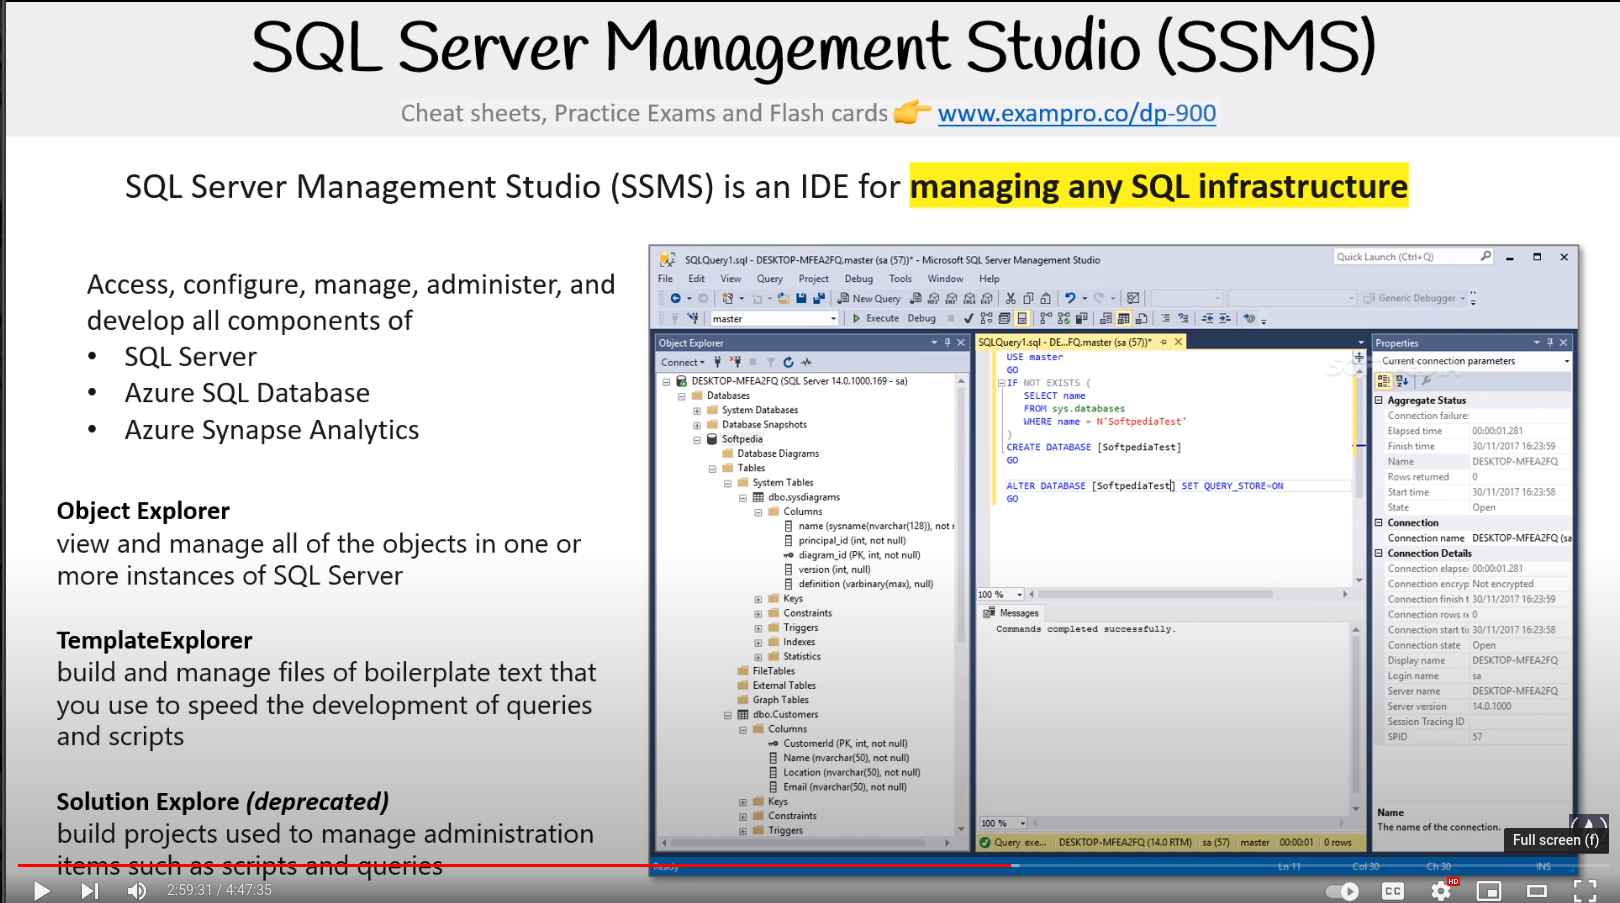 SQL Server Management Studio (SSMS)
Cheat sheets, Practice Exams and Flash cards 👉 www.exampro.co/dp-900
SQL Server Management Studio (SSMS) is an IDE for managing any SQL infrastructure
Access, configure, manage, administer, and
develop all components of
• SQL Server
• Azure SQL Database
• Azure Synapse Analytics
Object Explorer
view and manage all of the objects in one or
more instances of SQL Server
TemplateExplorer
build and manage files of boilerplate text that
you use to speed the development of queries
and scripts
Solution Explore (deprecated)
build projects used to manage administration
items such as scripts and queries
SQLQuery1.sql - DESKTOP-MFEA2FQ.master (sa (57))* - Microsoft SQL Server Management Studio
Quick Launch (Ctrl+Q)
File Edit View Query Project Debug Tools Window Help
New Query
Generic Debugger
master
Execute Debug
Object Explorer
Connect
DESKTOP-MFEA2FQ (SQL Server 14.0.1000.169 - sa)
Databases
System Databases
Database Snapshots
Softpedia
Database Diagrams
Tables
System Tables
dbo.sysdiagrams
Columns
name (sysname(nvarchar(128)), not r
principal_id (int, not null)
diagram_id (PK, int, not null)
version (int, null)
definition (varbinary(max), null)
Keys
Constraints
Triggers
Indexes
Statistics
FileTables
External Tables
Graph Tables
dbo.Customers
Columns
CustomerId (PK, int, not null)
Name (nvarchar(50), not null)
Location (nvarchar(50), not null)
Email (nvarchar(50), not null)
Keys
Constraints
Triggers
SQLQuery1.sql - DE...FQ.master (sa (57))*
USE master
GO
IF NOT EXISTS (
SELECT name
FROM sys.databases
WHERE name = N'SoftpediaTest'
)
CREATE DATABASE [SoftpediaTest]
GO
ALTER DATABASE [SoftpediaTest] SET QUERY_STORE=ON
GO
100 %
Messages
Commands completed successfully.
100 %
Query exe... DESKTOP-MFEA2FQ (14.0 RTM) sa (57) master 00:00:01 0 rows
Properties
Current connection parameters
Aggregate Status
Connection failures
Elapsed time 00:00:01.281
Finish time 30/11/2017 16:23:59
Name DESKTOP-MFEA2FQ
Rows returned 0
Start time 30/11/2017 16:23:58
State Open
Connection
Connection name DESKTOP-MFEA2FQ (sa
Connection Details
Connection elapse 00:00:01.281
Connection encryp Not encrypted
Connection finish t 30/11/2017 16:23:59
Connection rows re 0
Connection start ti 30/11/2017 16:23:58
Connection state Open
Display name DESKTOP-MFEA2FQ
Login name sa
Server name DESKTOP-MFEA2FQ
Server version 14.0.1000
Session Tracing ID
SPID 57
Name
The name of the connection.
Full screen (f)
Ready Ln 11 Col 30 Ch 30 INS
2:59:31 / 4:47:35
CC
HD